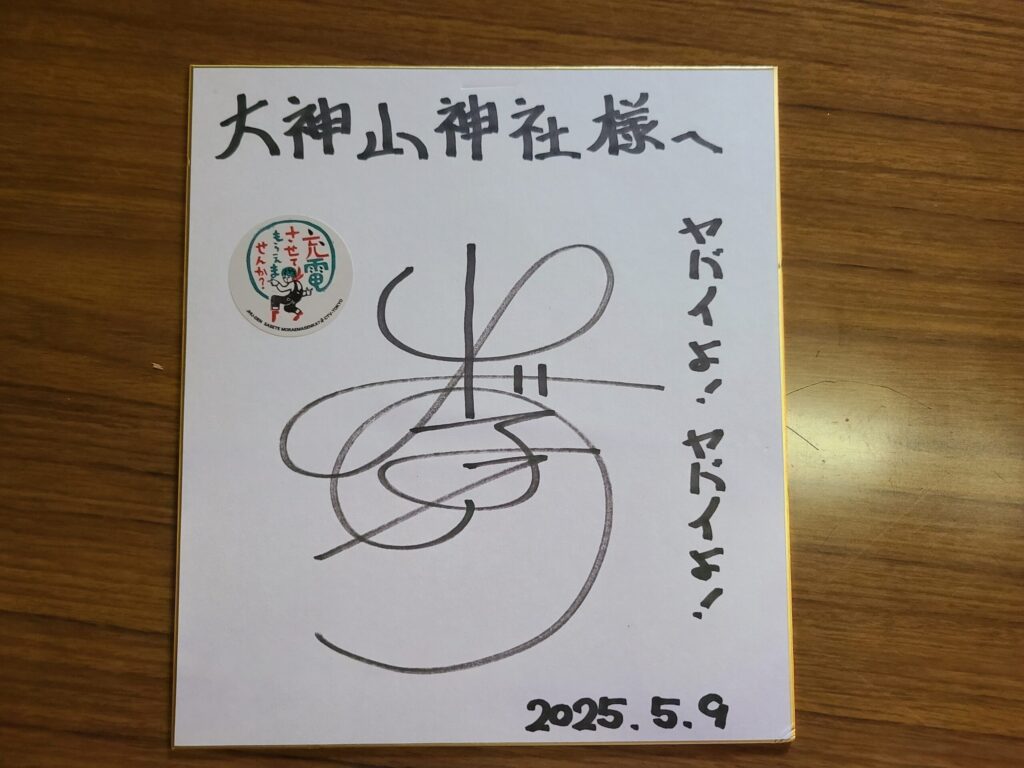 大神山神社様へ
ヤバイよ!ヤバイよ!
充電
させて
もらえま
せんか?
2025.5.9